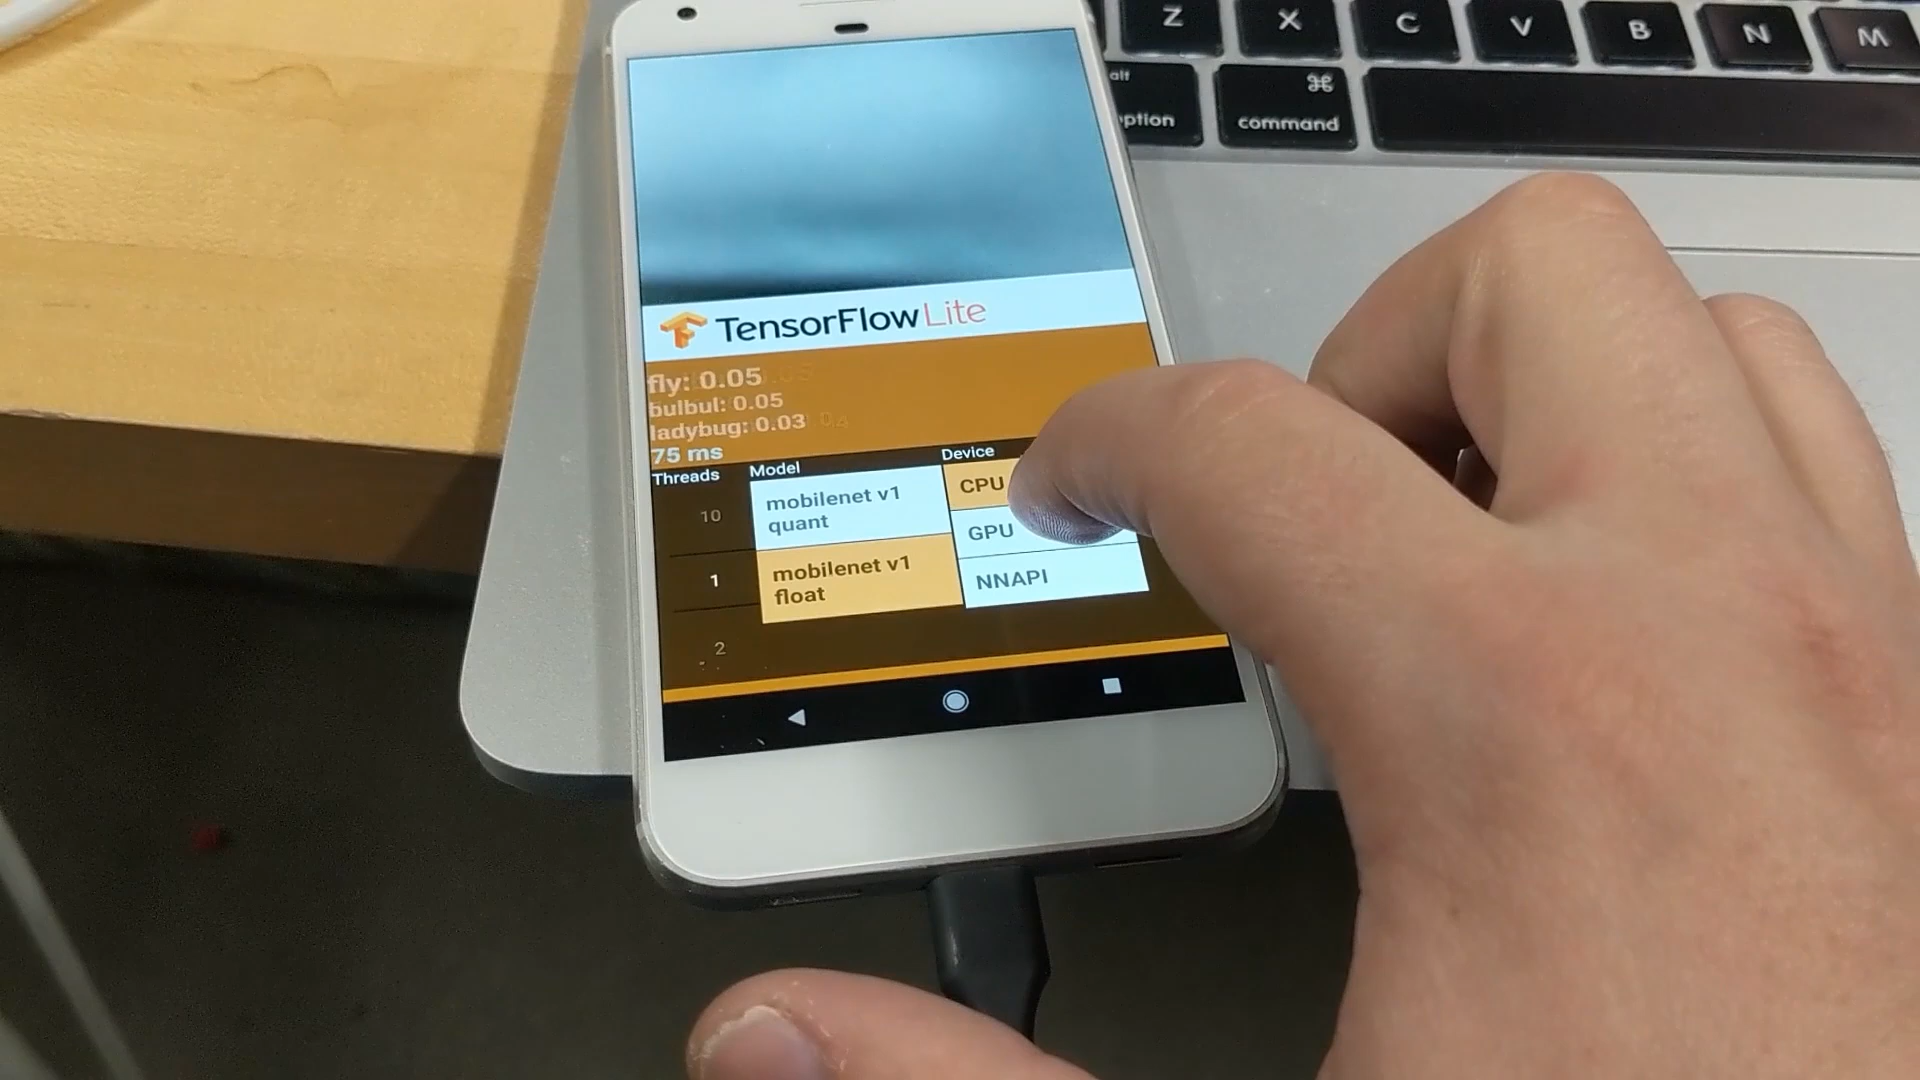 Z X C V B N M
alt
⌘
option
command
TensorFlow Lite
fly: 0.05
bulbul: 0.05
ladybug: 0.03
75 ms
Threads Model Device
10
1
2
mobilenet v1
quant
mobilenet v1
float
CPU
GPU
NNAPI